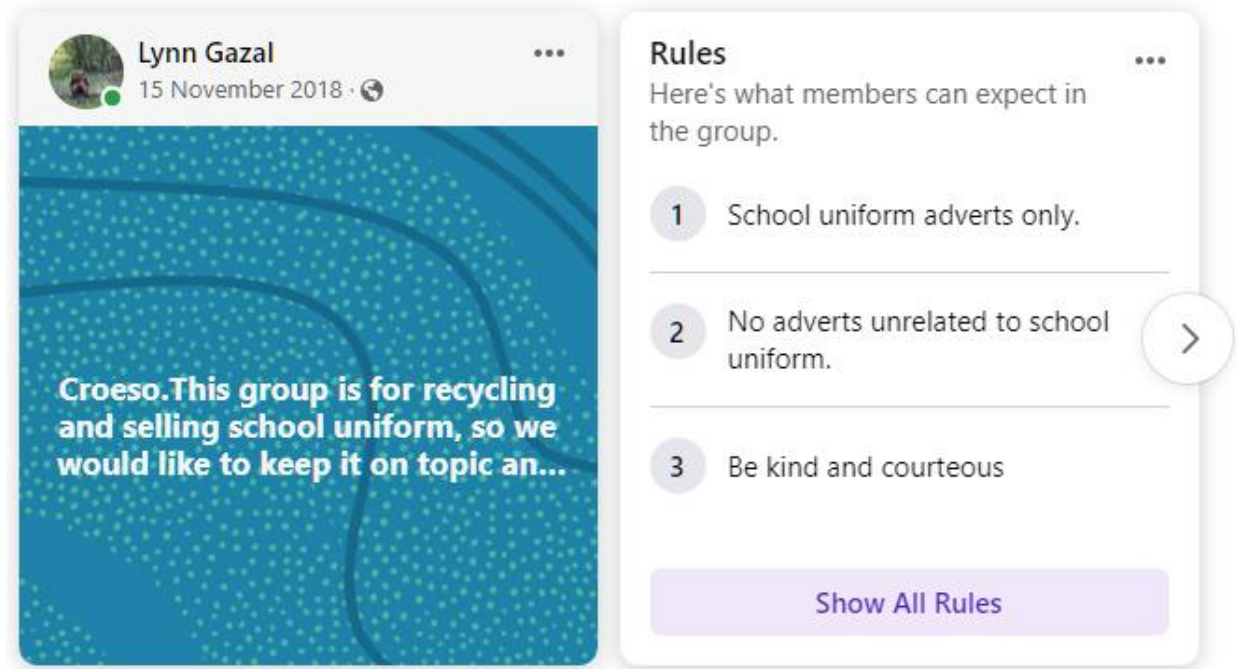 Lynn Gazal
15 November 2018 ·
Croeso.This group is for recycling
and selling school uniform, so we
would like to keep it on topic an...
Rules
Here's what members can expect in
the group.
1 School uniform adverts only.
2 No adverts unrelated to school
uniform.
3 Be kind and courteous
Show All Rules